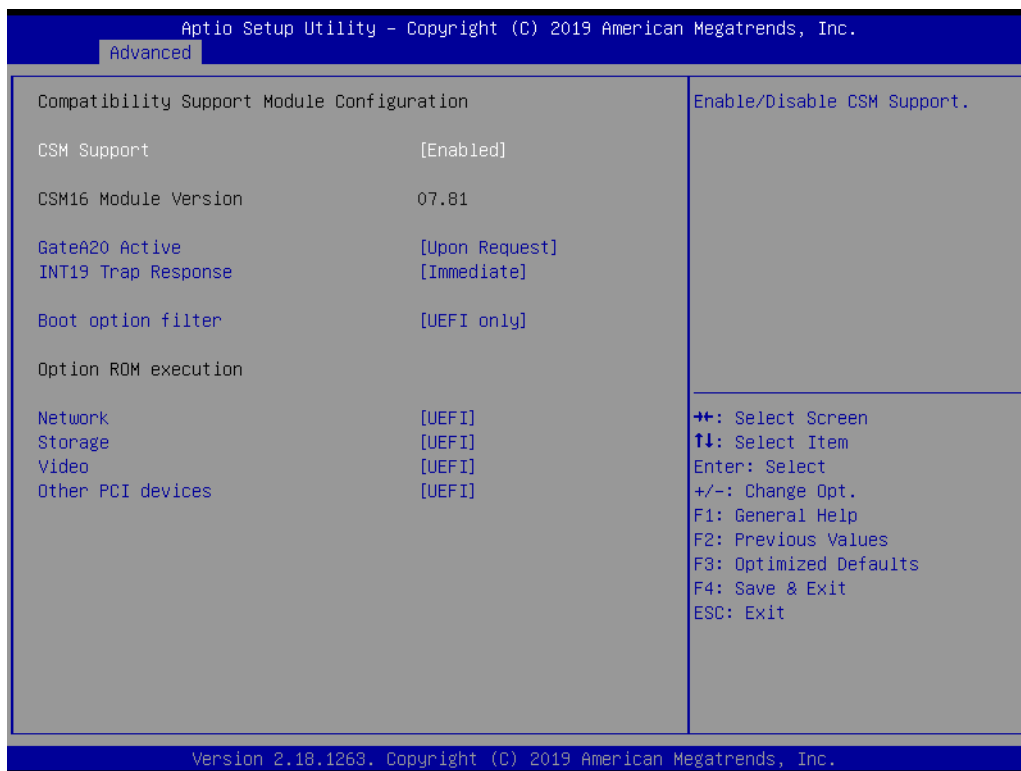 Aptio Setup Utility – Copyright (C) 2019 American Megatrends, Inc.
Advanced
Compatibility Support Module Configuration
Enable/Disable CSM Support.
CSM Support [Enabled]
CSM16 Module Version 07.81
GateA20 Active [Upon Request]
INT19 Trap Response [Immediate]
Boot option filter [UEFI only]
Option ROM execution
Network [UEFI]
Storage [UEFI]
Video [UEFI]
Other PCI devices [UEFI]
→←: Select Screen
↑↓: Select Item
Enter: Select
+/-: Change Opt.
F1: General Help
F2: Previous Values
F3: Optimized Defaults
F4: Save & Exit
ESC: Exit
Version 2.18.1263. Copyright (C) 2019 American Megatrends, Inc.